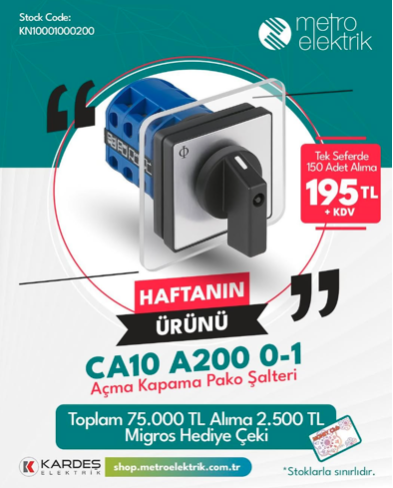 Stock Code:
KN10001000200
metro
elektrik
Tek Seferde
150 Adet Alıma
195 TL
+ KDV
HAFTANIN
ÜRÜNÜ
CA10 A200 0-1
Açma Kapama Pako Şalteri
Toplam 75.000 TL Alıma 2.500 TL
Migros Hediye Çeki
KARDEŞ
ELEKTRİK
shop.metroelektrik.com.tr
*Stoklarla sınırlıdır.